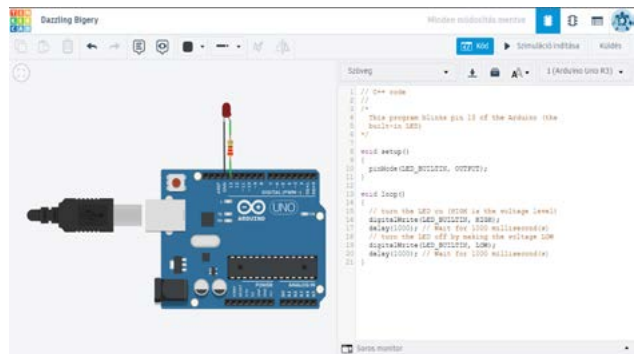 Dazzling Bigery
Minden módosítás mentve
Kód
Szimuláció indítása
Küldés
Szöveg
1 (Arduino Uno R3)
1 // C++ code
2 //
3 /*
4 This program blinks pin 13 of the Arduino (the
5 built-in LED)
6 */
7
8 void setup()
9 {
10 pinMode(LED_BUILTIN, OUTPUT);
11 }
12
13 void loop()
14 {
15 // turn the LED on (HIGH is the voltage level)
16 digitalWrite(LED_BUILTIN, HIGH);
17 delay(1000); // Wait for 1000 millisecond(s)
18 // turn the LED off by making the voltage LOW
19 digitalWrite(LED_BUILTIN, LOW);
20 delay(1000); // Wait for 1000 millisecond(s)
21 }
DIGITAL (PWM~)
UNO
ARDUINO
POWER
ANALOG IN
Soros monitor